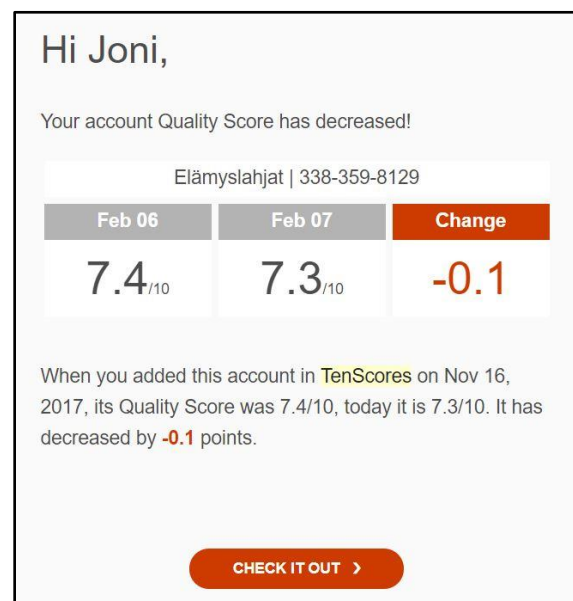 Hi Joni,
Your account Quality Score has decreased!
Elämyslahjat | 338-359-8129
Feb 06 Feb 07 Change
7.4/10 7.3/10 -0.1
When you added this account in TenScores on Nov 16,
2017, its Quality Score was 7.4/10, today it is 7.3/10. It has
decreased by -0.1 points.
CHECK IT OUT ❯